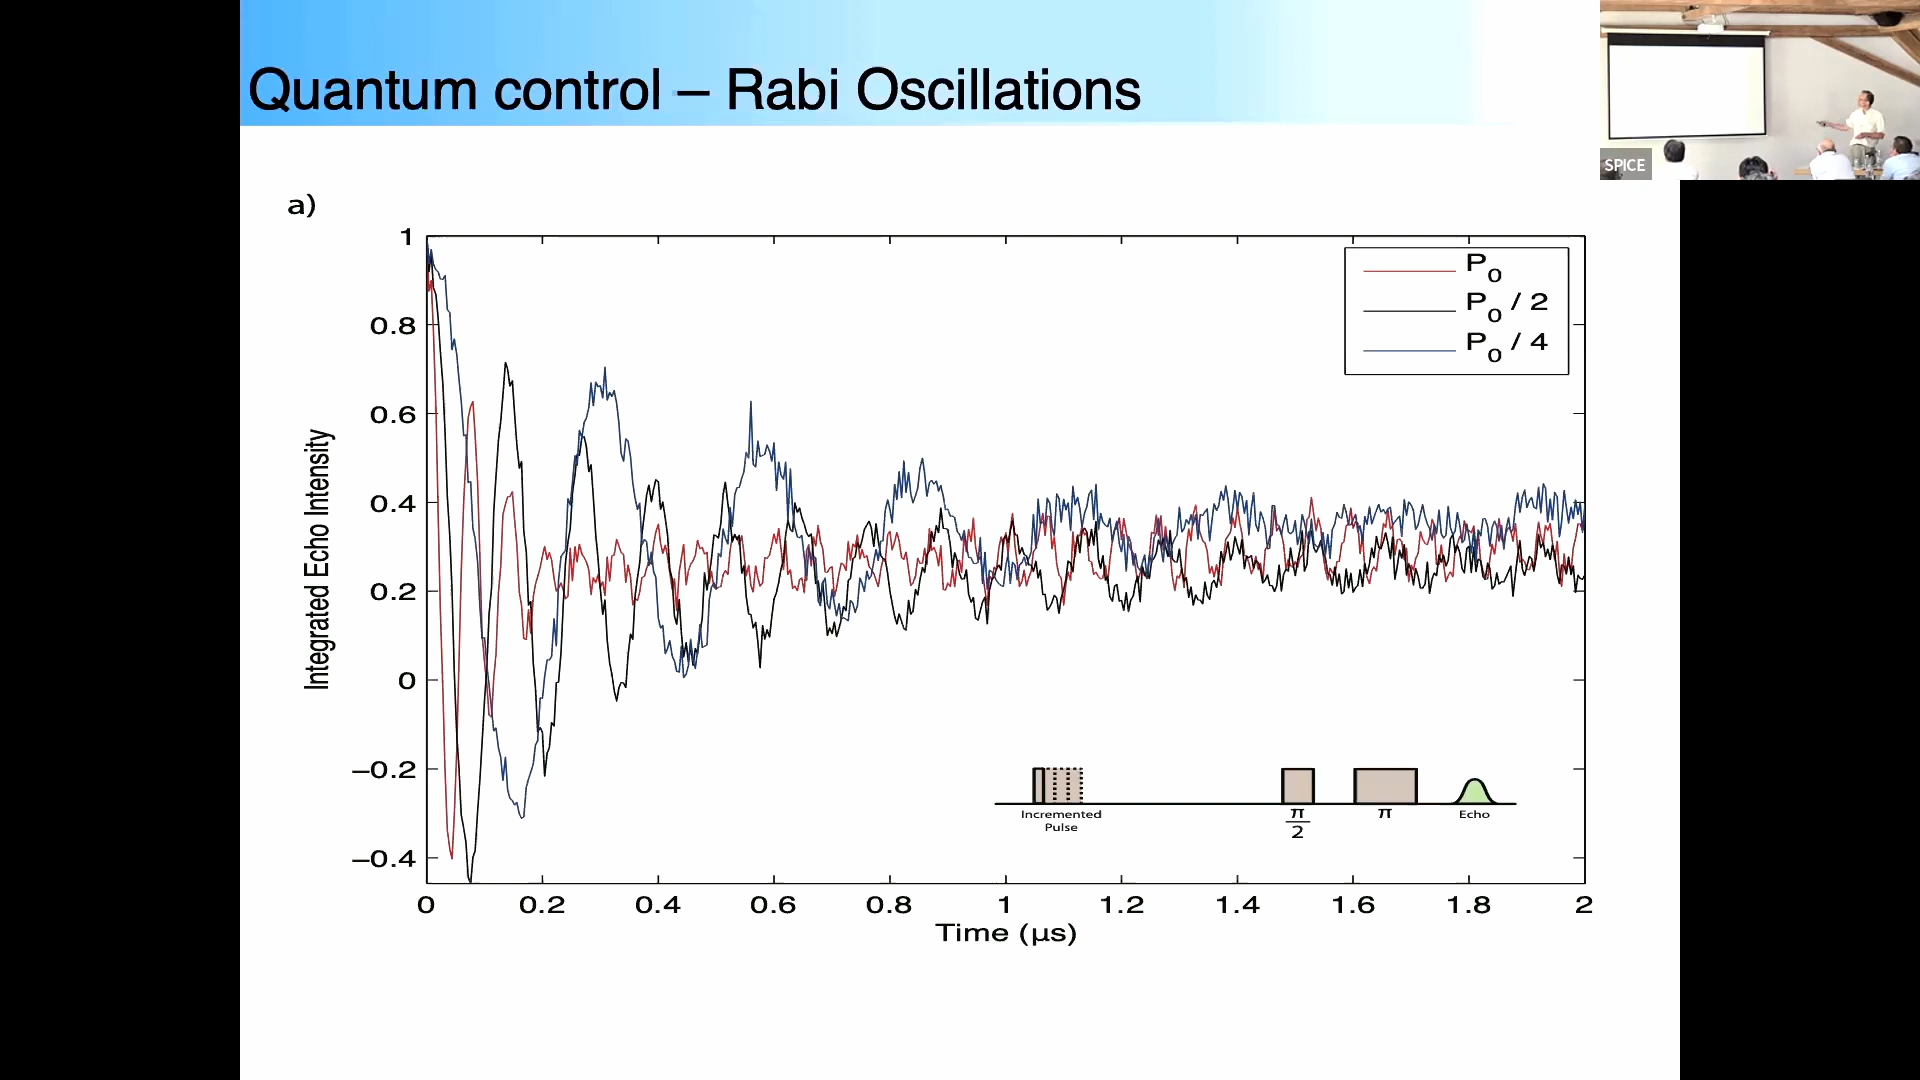 Quantum control – Rabi Oscillations
SPICE
a)
P0
P0 / 2
P0 / 4
1
0.8
0.6
0.4
0.2
0
−0.2
−0.4
Integrated Echo Intensity
Incremented
Pulse
π
2
π
Echo
0 0.2 0.4 0.6 0.8 1 1.2 1.4 1.6 1.8 2
Time (μs)